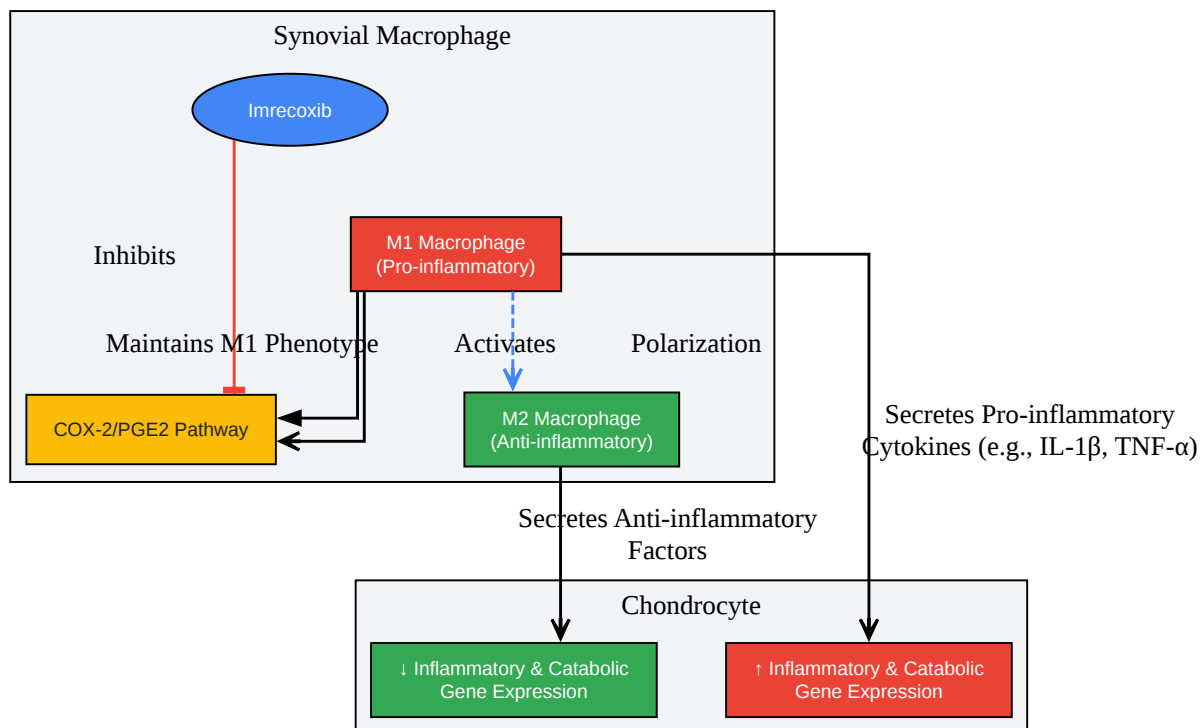 Synovial Macrophage
Imrecoxib
M1 Macrophage
(Pro-inflammatory)
Inhibits
Maintains M1 Phenotype
Activates
Polarization
COX-2/PGE2 Pathway
M2 Macrophage
(Anti-inflammatory)
Secretes Pro-inflammatory
Cytokines (e.g., IL-1β, TNF-α)
Secretes Anti-inflammatory
Factors
Chondrocyte
↓ Inflammatory & Catabolic
Gene Expression
↑ Inflammatory & Catabolic
Gene Expression